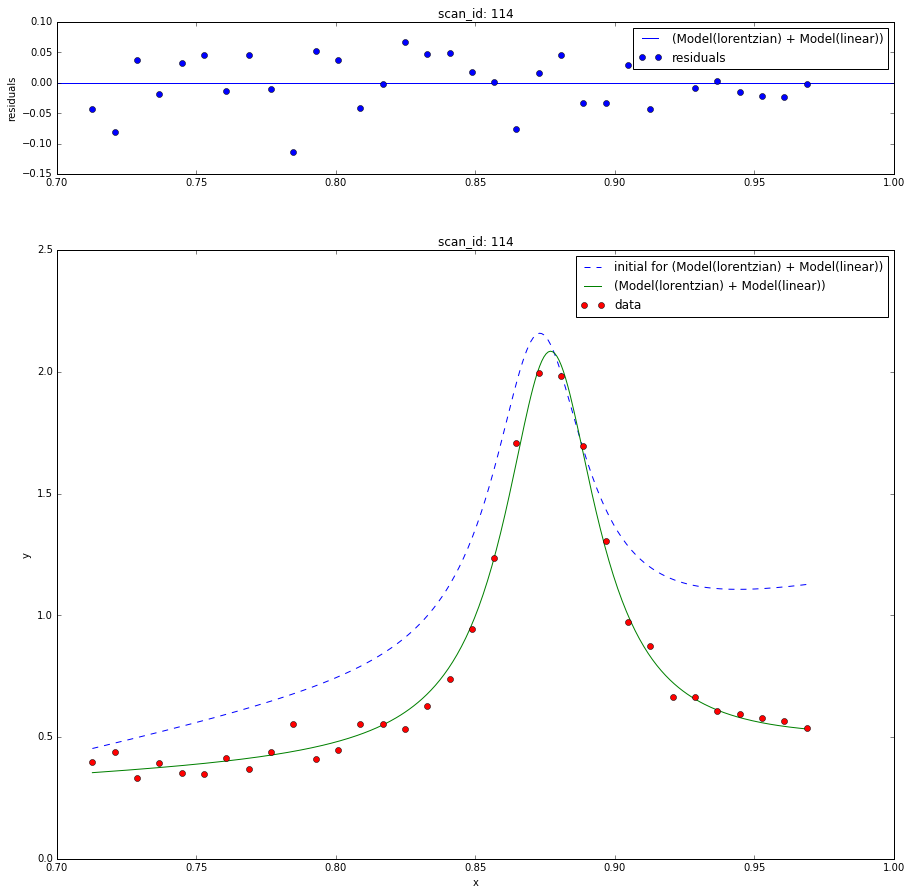 scan_id: 114
0.10
0.05
0.00
−0.05
−0.10
−0.15
residuals
(Model(lorentzian) + Model(linear))
residuals
0.70 0.75 0.80 0.85 0.90 0.95 1.00
scan_id: 114
2.5
2.0
1.5
1.0
0.5
0.0
y
initial for (Model(lorentzian) + Model(linear))
(Model(lorentzian) + Model(linear))
data
0.70 0.75 0.80 0.85 0.90 0.95 1.00
x